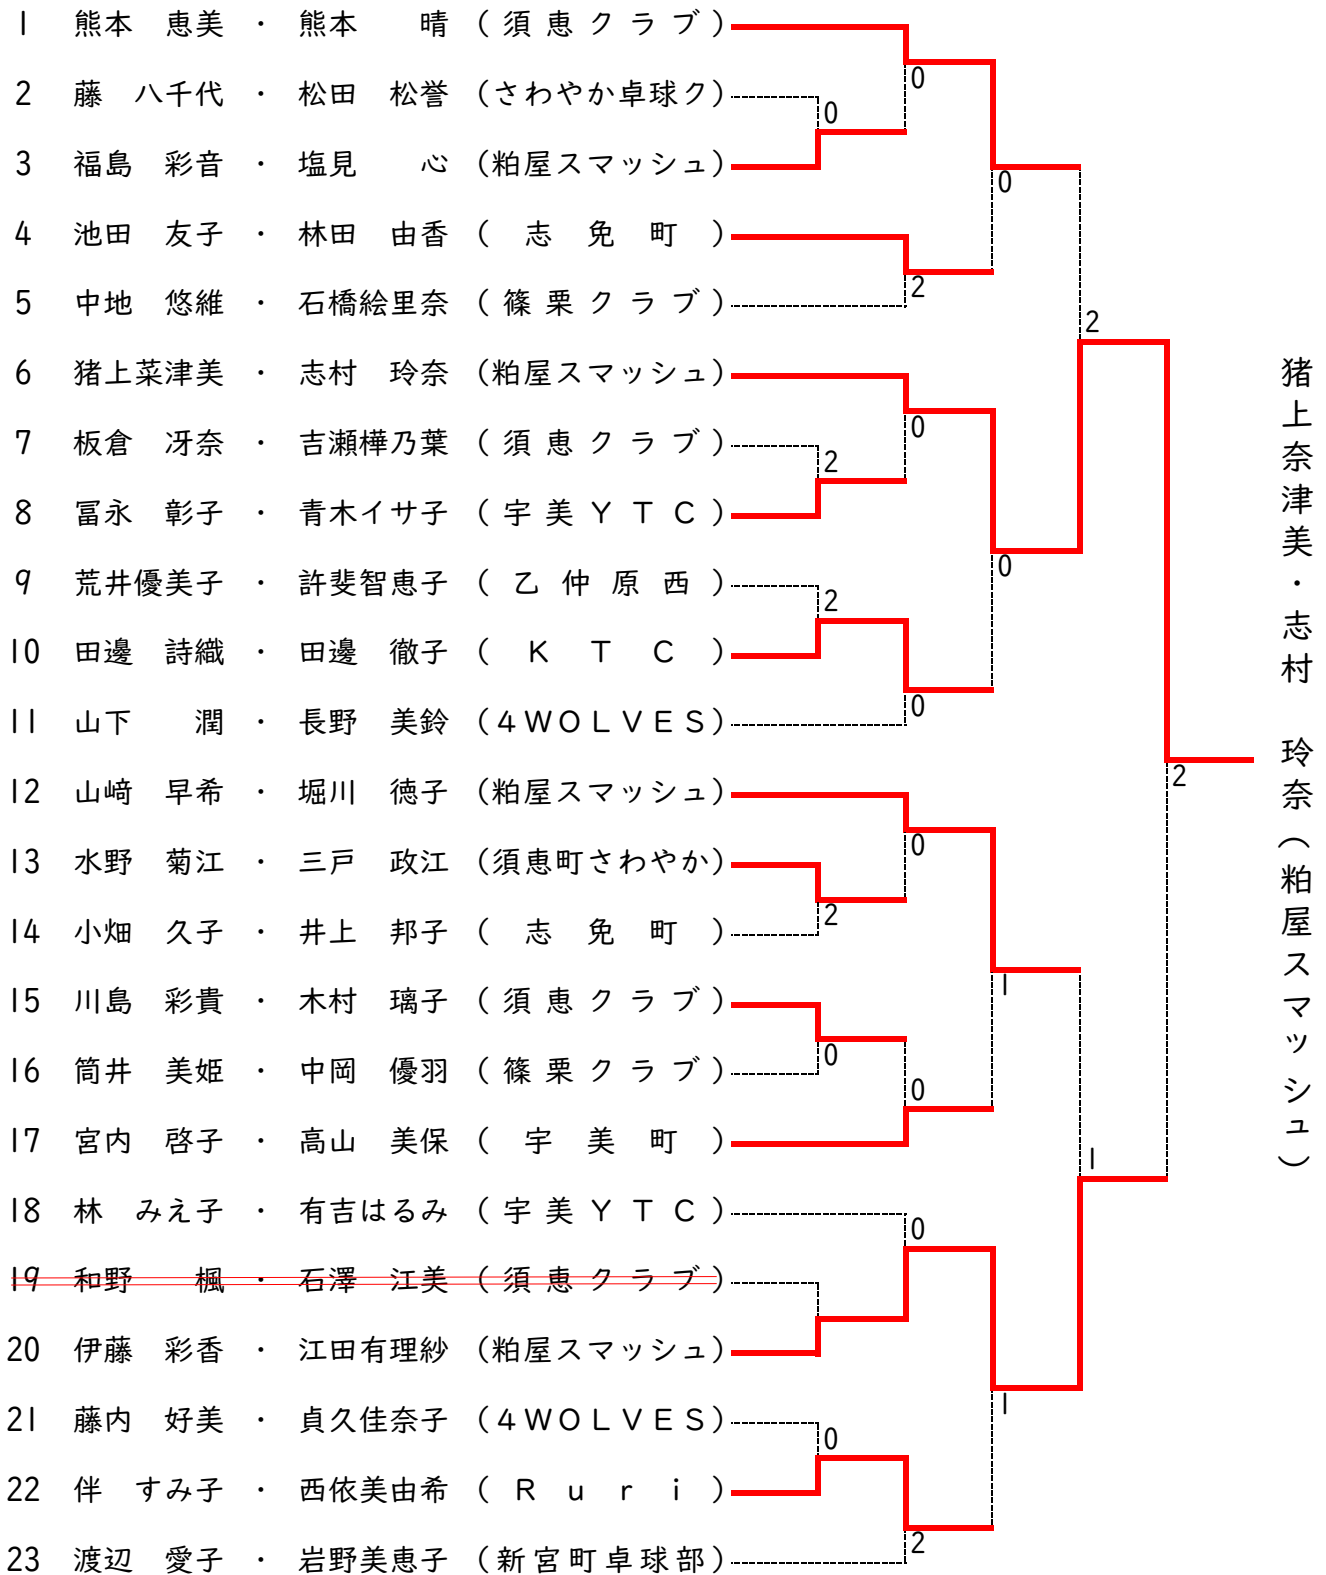 1 熊本 恵美 ・ 熊本 晴 (須恵クラブ)
0
2 藤 八千代 ・ 松田 松誉 (さわやか卓球ク)
0
3 福島 彩音 ・ 塩見 心 (粕屋スマッシュ)
0
4 池田 友子 ・ 林田 由香 (志免町)
2
5 中地 悠維 ・ 石橋絵里奈 (篠栗クラブ)
2
6 猪上菜津美 ・ 志村 玲奈 (粕屋スマッシュ)
0
7 板倉 冴奈 ・ 吉瀬樺乃葉 (須恵クラブ)
2
8 冨永 彰子 ・ 青木イサ子 (宇美YTC)
0
9 荒井優美子 ・ 許斐智恵子 (乙仲原西)
2
10 田邊 詩織 ・ 田邊 徹子 (KTC)
0
11 山下 潤 ・ 長野 美鈴 (4WOLVES)
2
12 山﨑 早希 ・ 堀川 徳子 (粕屋スマッシュ)
0
13 水野 菊江 ・ 三戸 政江 (須恵町さわやか)
2
14 小畑 久子 ・ 井上 邦子 (志免町)
1
15 川島 彩貴 ・ 木村 璃子 (須恵クラブ)
0
16 筒井 美姫 ・ 中岡 優羽 (篠栗クラブ)
0
17 宮内 啓子 ・ 高山 美保 (宇美町)
1
18 林 みえ子 ・ 有吉はるみ (宇美YTC)
0
19 和野 楓 ・ 石澤 江美 (須恵クラブ)
20 伊藤 彩香 ・ 江田有理紗 (粕屋スマッシュ)
1
21 藤内 好美 ・ 貞久佳奈子 (4WOLVES)
0
22 伴 すみ子 ・ 西依美由希 (Ruri)
2
23 渡辺 愛子 ・ 岩野美恵子 (新宮町卓球部)
猪上奈津美・志村 玲奈(粕屋スマッシュ)